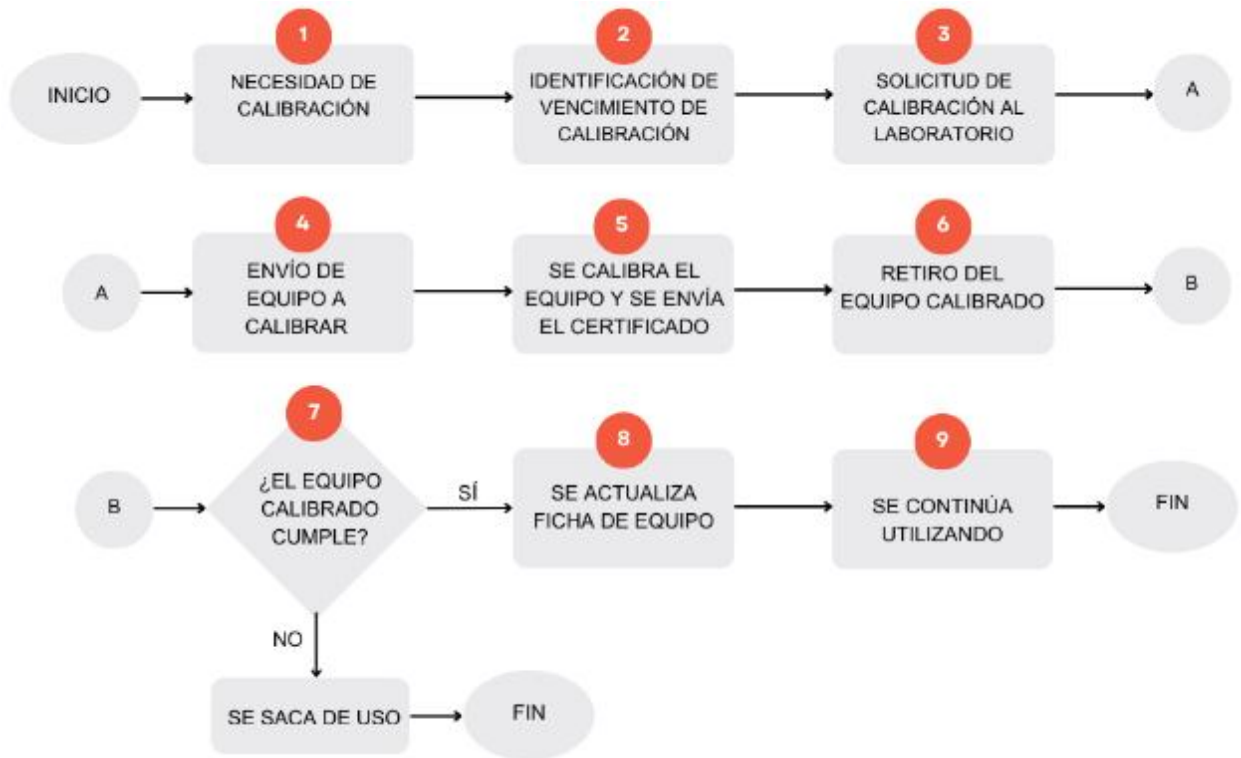 1
2
3
INICIO
NECESIDAD DE
CALIBRACIÓN
IDENTIFICACIÓN DE
VENCIMIENTO DE
CALIBRACIÓN
SOLICITUD DE
CALIBRACIÓN AL
LABORATORIO
A
4
5
6
A
ENVÍO DE
EQUIPO A
CALIBRAR
SE CALIBRA EL
EQUIPO Y SE ENVÍA
EL CERTIFICADO
RETIRO DEL
EQUIPO CALIBRADO
B
7
8
9
B
¿EL EQUIPO
CALIBRADO
CUMPLE?
SÍ
SE ACTUALIZA
FICHA DE EQUIPO
SE CONTINÚA
UTILIZANDO
FIN
NO
SE SACA DE USO
FIN